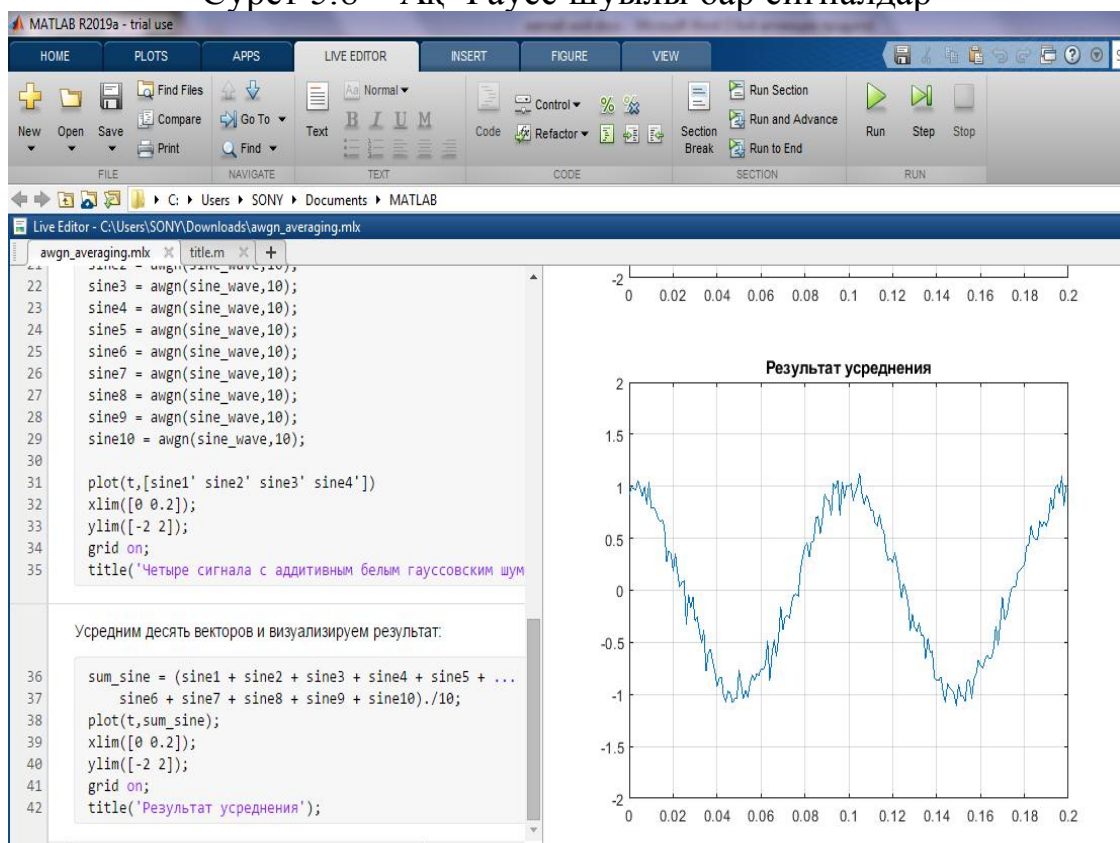 Сурет 3.8 – Ақ Гаусс шуылы бар сигналдар
MATLAB R2019a - trial use
HOME PLOTS APPS LIVE EDITOR INSERT FIGURE VIEW
New Open Save Find Files Compare Print
Go To Find
Text Aa Normal B I U M
Code Control Refactor
Section Break Run Section Run and Advance Run to End
Run Step Stop
FILE NAVIGATE TEXT CODE SECTION RUN
C: Users SONY Documents MATLAB
Live Editor - C:\Users\SONY\Downloads\awgn_averaging.mlx
awgn_averaging.mlx title.m +
21 sine2 = awgn(sine_wave,10);
22 sine3 = awgn(sine_wave,10);
23 sine4 = awgn(sine_wave,10);
24 sine5 = awgn(sine_wave,10);
25 sine6 = awgn(sine_wave,10);
26 sine7 = awgn(sine_wave,10);
27 sine8 = awgn(sine_wave,10);
28 sine9 = awgn(sine_wave,10);
29 sine10 = awgn(sine_wave,10);
30
31 plot(t,[sine1' sine2' sine3' sine4'])
32 xlim([0 0.2]);
33 ylim([-2 2]);
34 grid on;
35 title('Четыре сигнала с аддитивным белым гауссовским шум
Усредним десять векторов и визуализируем результат:
36 sum_sine = (sine1 + sine2 + sine3 + sine4 + sine5 + ...
37 sine6 + sine7 + sine8 + sine9 + sine10)./10;
38 plot(t,sum_sine);
39 xlim([0 0.2]);
40 ylim([-2 2]);
41 grid on;
42 title('Результат усреднения');
-2
0 0.02 0.04 0.06 0.08 0.1 0.12 0.14 0.16 0.18 0.2
Результат усреднения
2
1.5
1
0.5
0
-0.5
-1
-1.5
-2
0 0.02 0.04 0.06 0.08 0.1 0.12 0.14 0.16 0.18 0.2